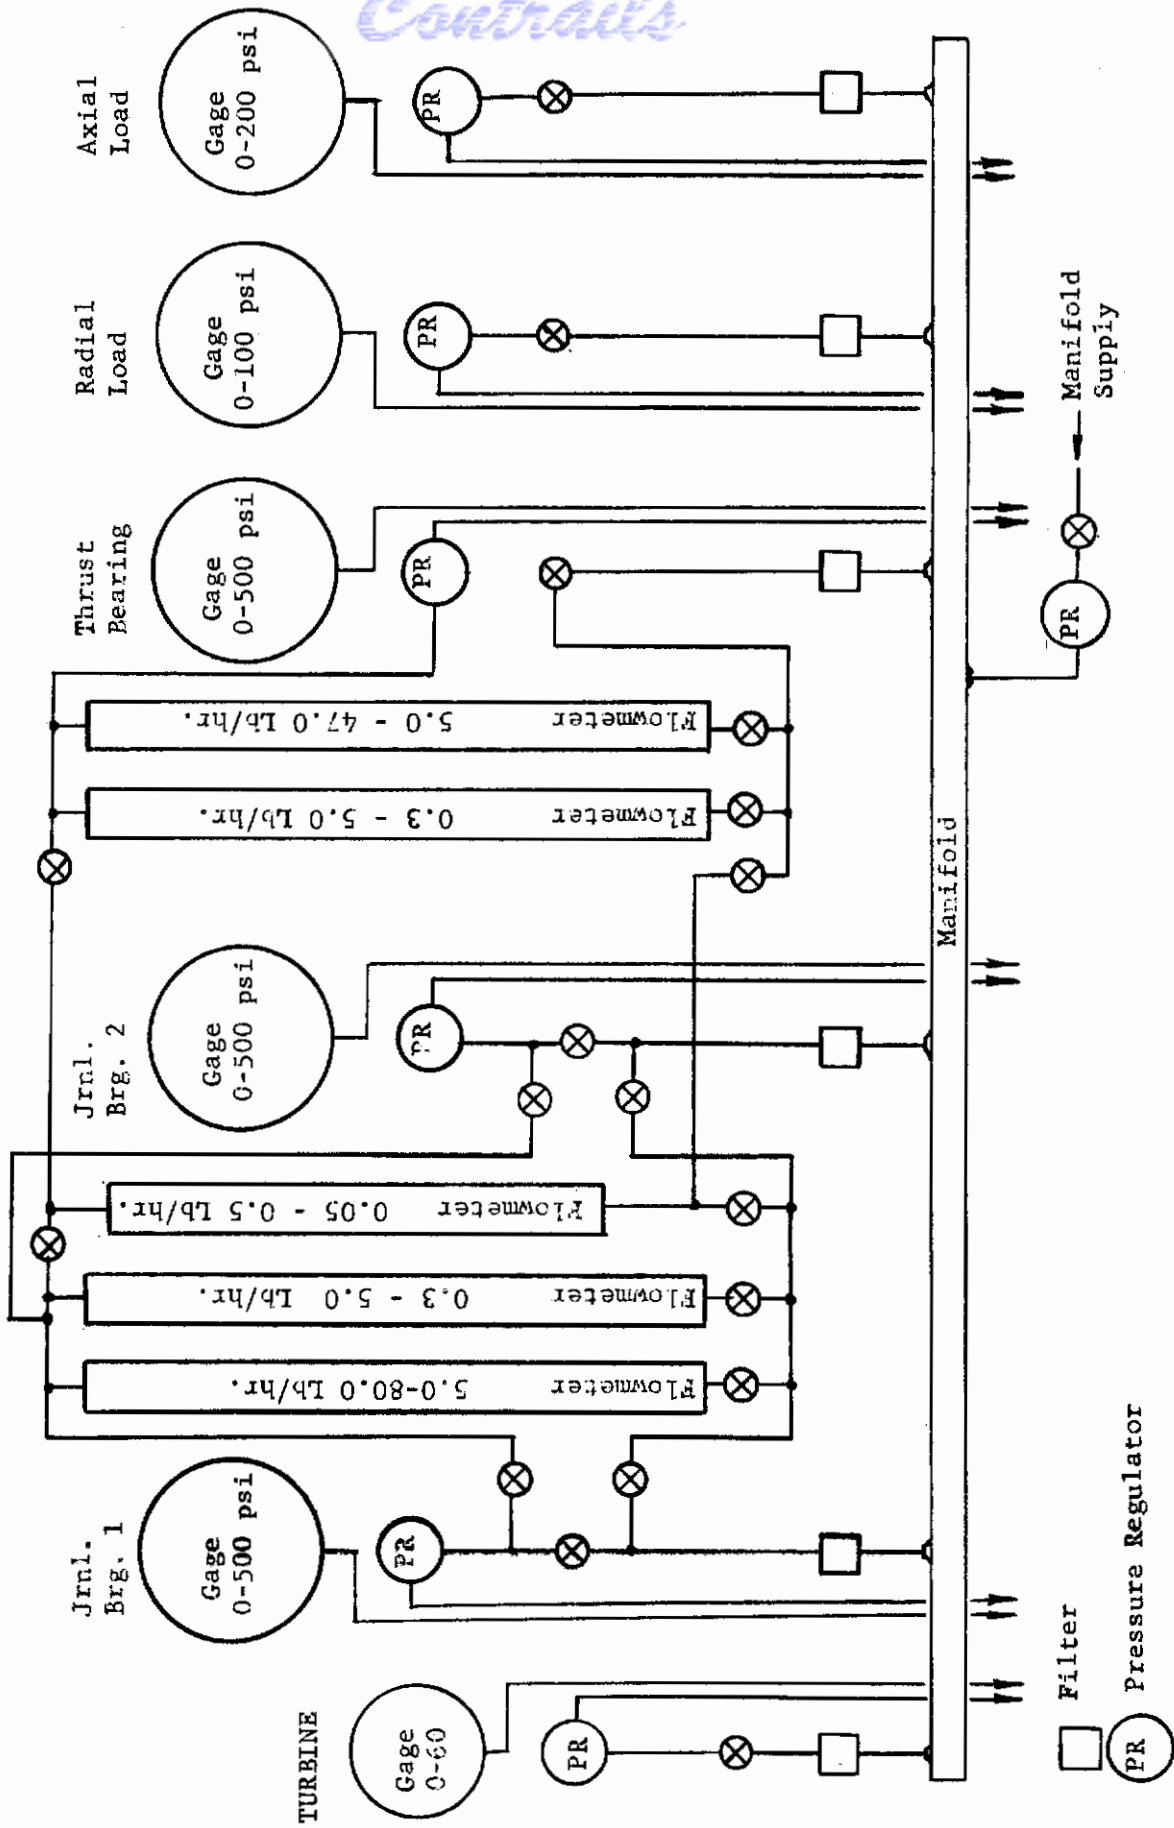 Contrails
TURBINE
Gage
0-60
PR
Jrnl.
Brg. 1
Gage
0-500 psi
PR
Flowmeter 5.0-80.0 Lb/hr.
Flowmeter 0.3 - 5.0 Lb/hr.
Flowmeter 0.05 - 0.5 Lb/hr.
Jrnl.
Brg. 2
Gage
0-500 psi
PR
Flowmeter 0.3 - 5.0 Lb/hr.
Flowmeter 5.0 - 47.0 Lb/hr.
Thrust
Bearing
Gage
0-500 psi
PR
Radial
Load
Gage
0-100 psi
PR
Axial
Load
Gage
0-200 psi
PR
Manifold
PR
Manifold
Supply
Filter
PR
Pressure Regulator